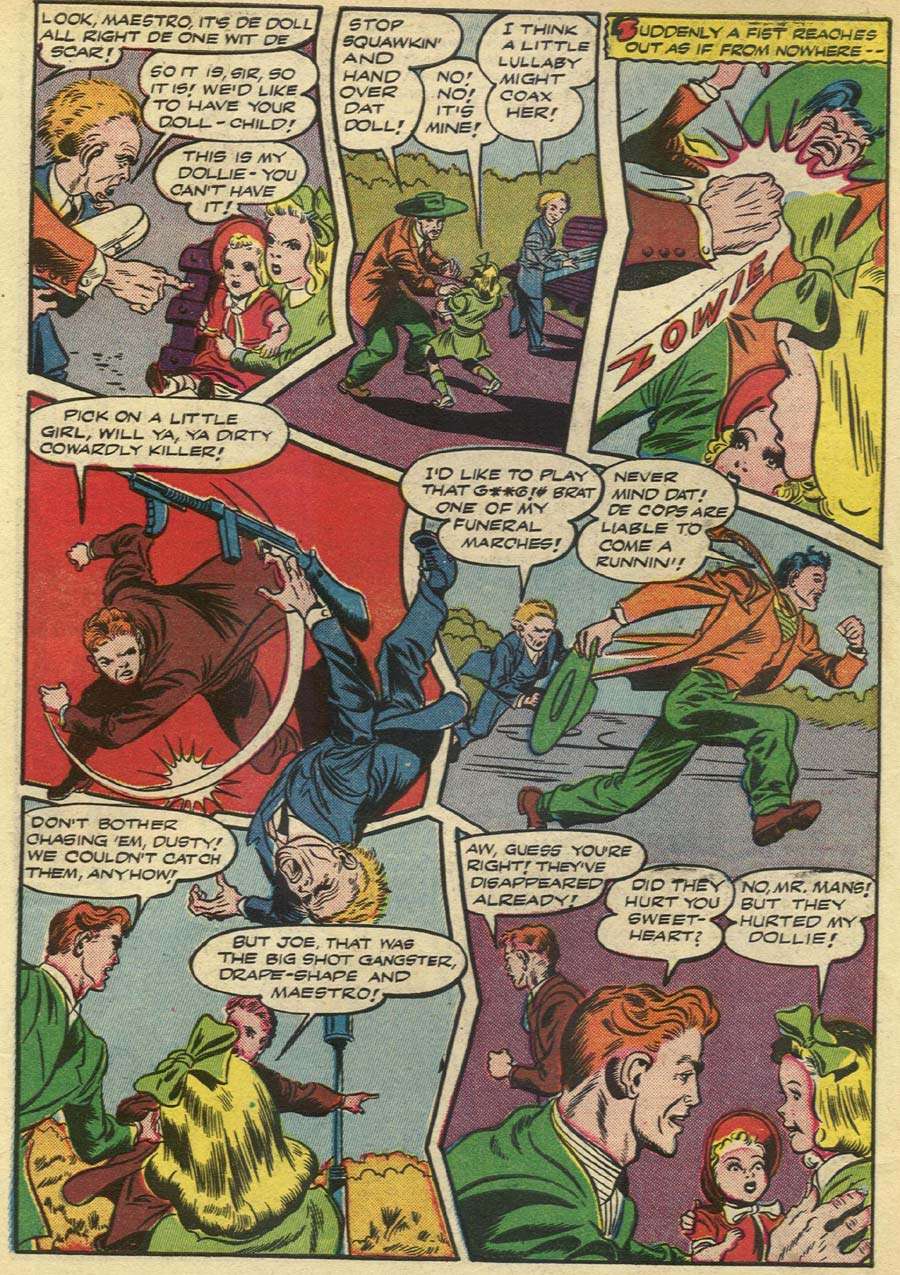 LOOK, MAESTRO, IT'S DE DOLL
ALL RIGHT DE ONE WIT DE
SCAR!
SO IT IS, SIR, SO
IT IS! WE'D LIKE
TO HAVE YOUR
DOLL - CHILD!
THIS IS MY
DOLLIE - YOU
CAN'T HAVE
IT!
STOP
SQUAWKIN'
AND
HAND
OVER
DAT
DOLL!
NO!
NO!
IT'S
MINE!
I THINK
A LITTLE
LULLABY
MIGHT
COAX
HER!
SUDDENLY A FIST REACHES
OUT AS IF FROM NOWHERE--
ZOWIE
PICK ON A LITTLE
GIRL, WILL YA, YA DIRTY
COWARDLY KILLER!
I'D LIKE TO PLAY
THAT G**G!# BRAT
ONE OF MY
FUNERAL
MARCHES!
NEVER
MIND DAT!
DE COPS ARE
LIABLE TO
COME A
RUNNIN'!
DON'T BOTHER
CHASING 'EM, DUSTY!
WE COULDN'T CATCH
THEM, ANYHOW!
BUT JOE, THAT WAS
THE BIG SHOT GANGSTER,
DRAPE-SHAPE AND
MAESTRO!
AW, GUESS YOU'RE
RIGHT! THEY'VE
DISAPPEARED
ALREADY!
DID THEY
HURT YOU
SWEET-
HEART?
NO, MR. MANS!
BUT THEY
HURTED MY
DOLLIE!